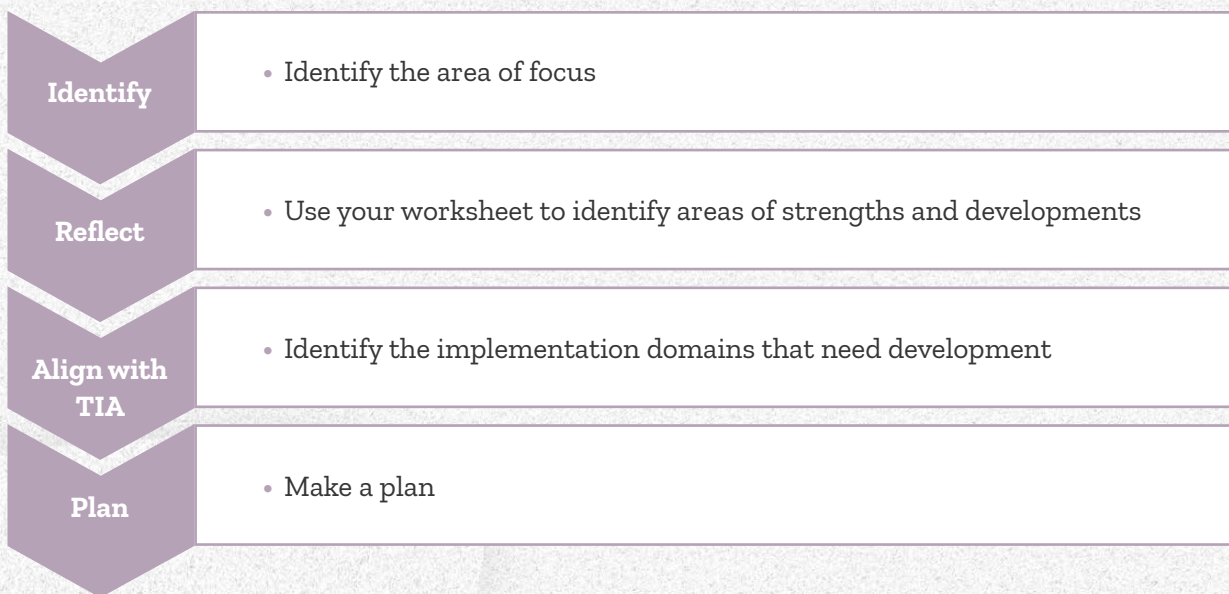 Identify
• Identify the area of focus
Reflect
• Use your worksheet to identify areas of strengths and developments
Align with
TIA
• Identify the implementation domains that need development
Plan
• Make a plan